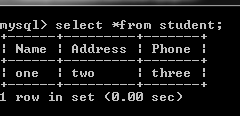 mysql> select *from student;
+------+---------+-------+
| Name | Address | Phone |
+------+---------+-------+
| one | two | three |
+------+---------+-------+
1 row in set (0.00 sec)